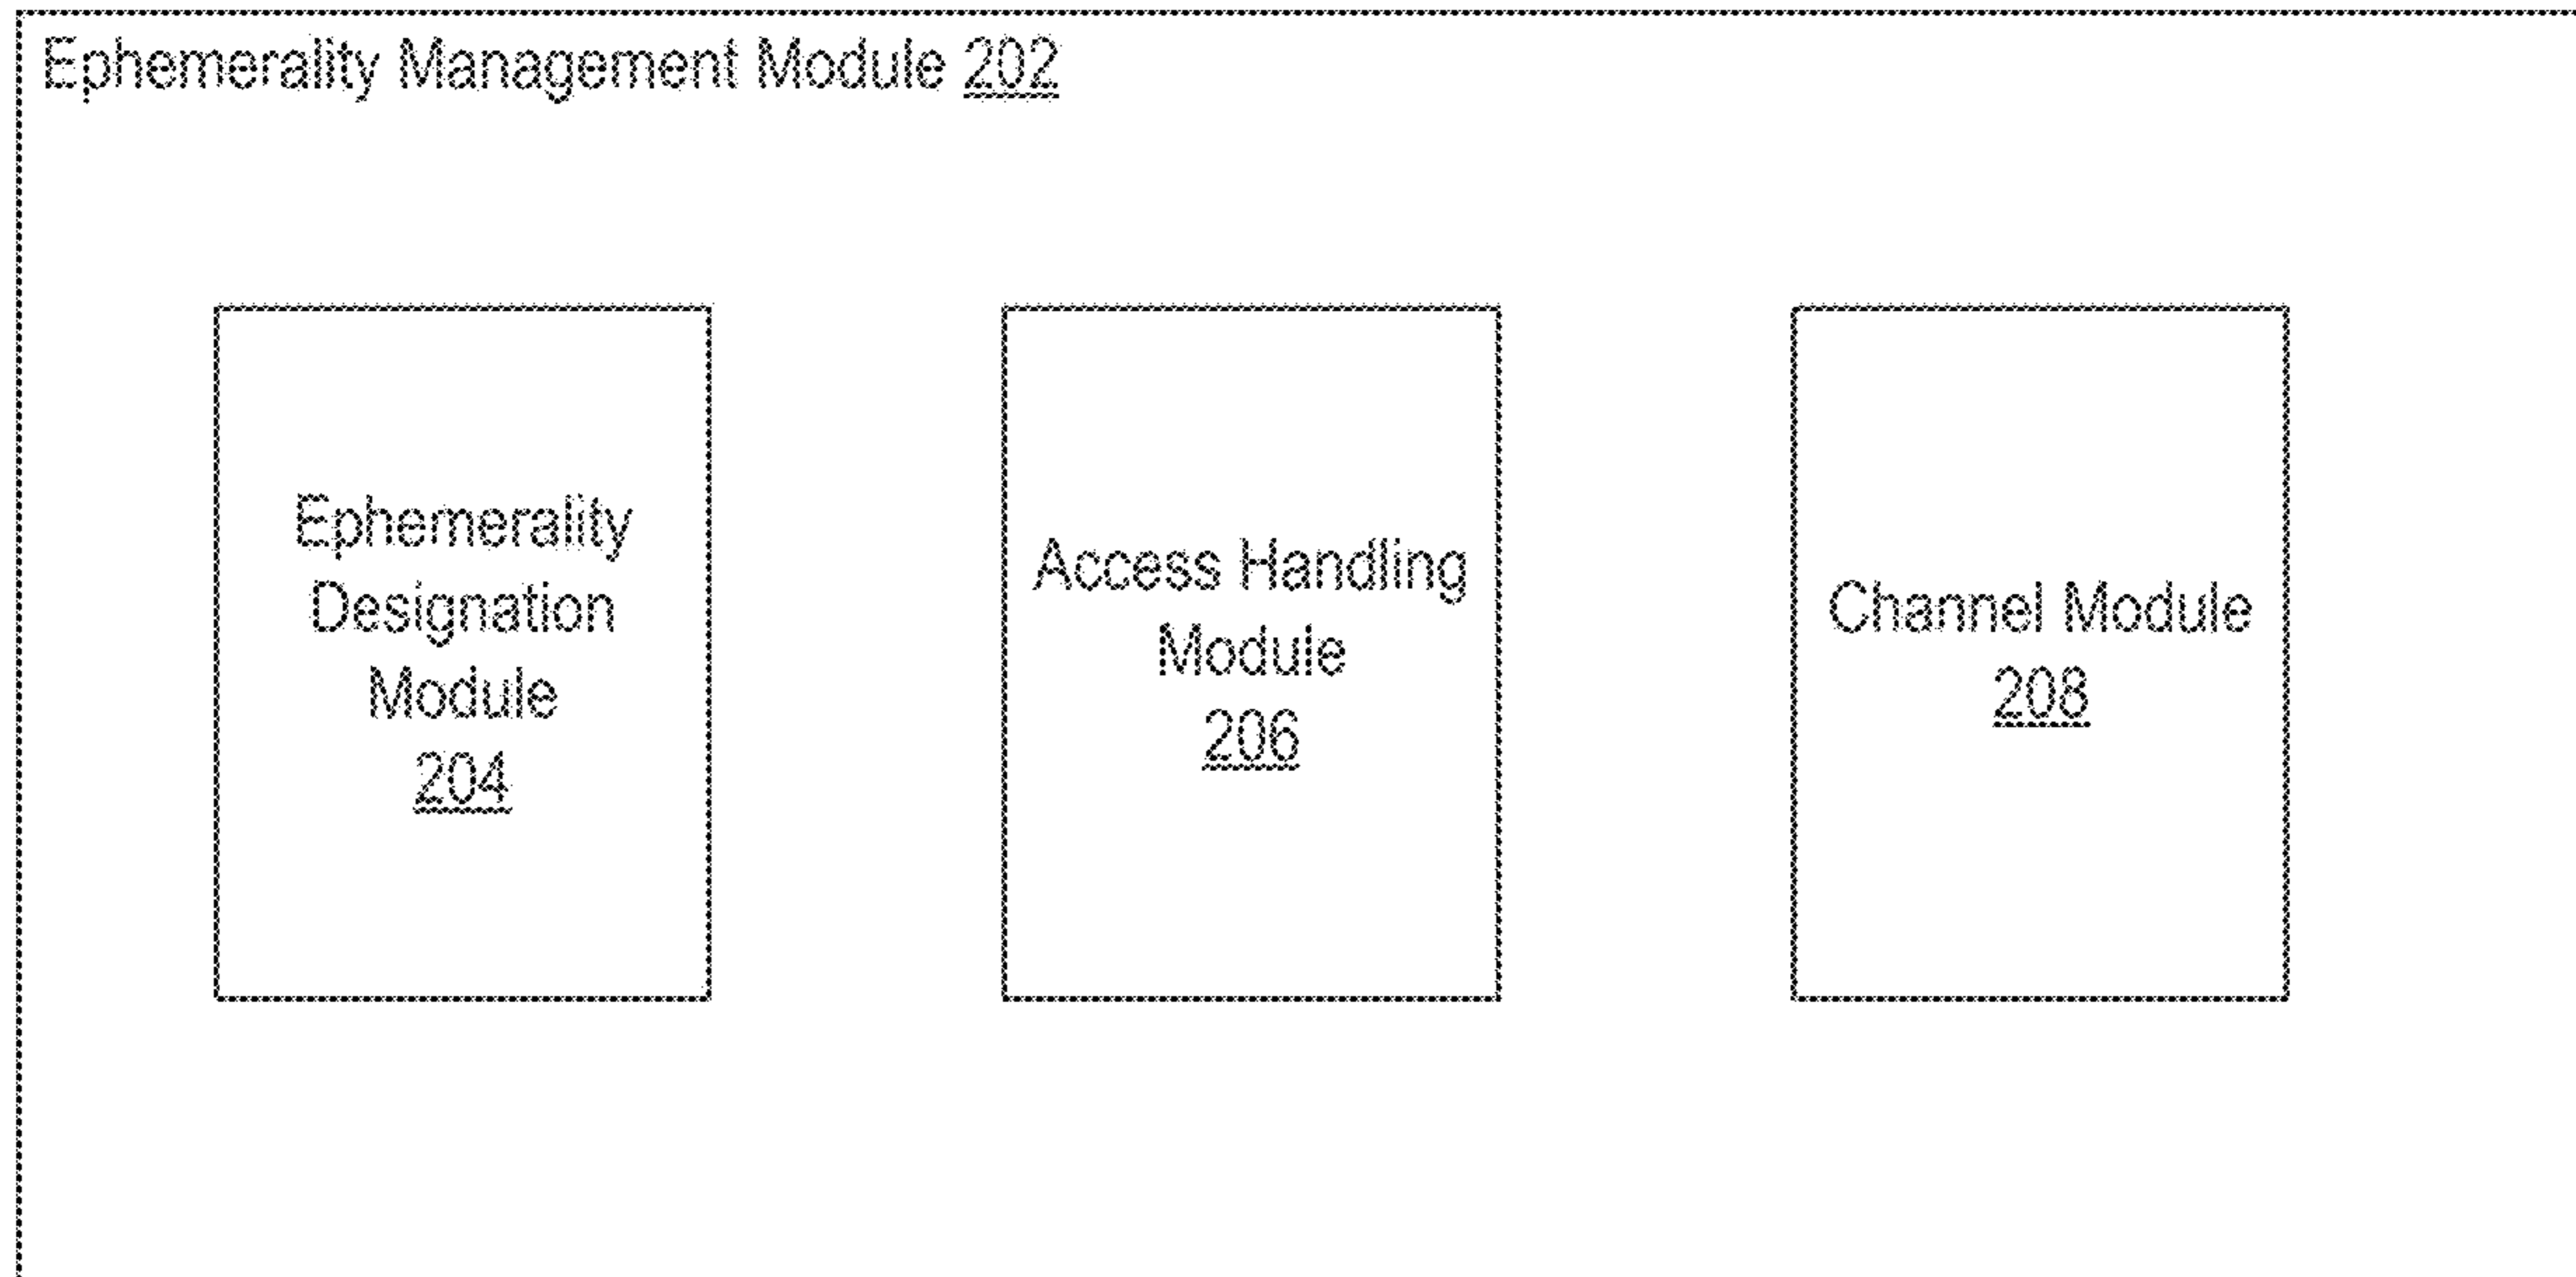 Ephemerality Management Module 202
Ephemerality
Designation
Module
204
Access Handling
Module
206
Channel Module
208